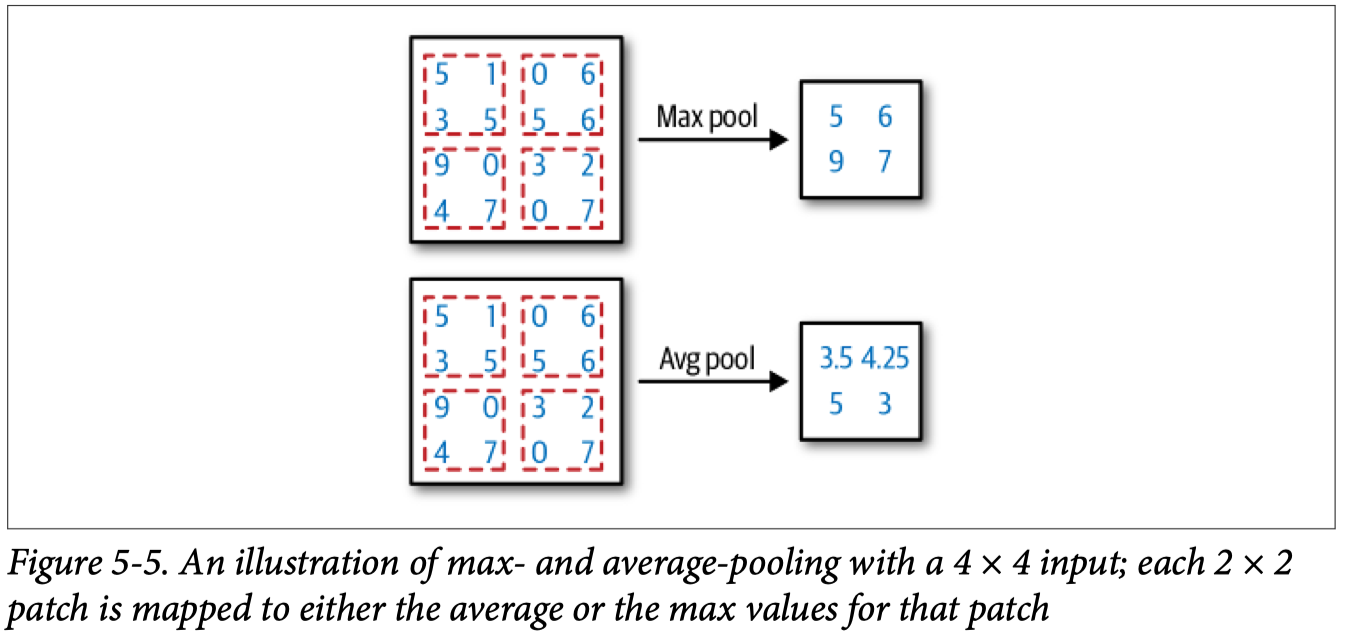 5 1 0 6
3 5 5 6
9 0 3 2
4 7 0 7
Max pool
5 6
9 7
5 1 0 6
3 5 5 6
9 0 3 2
4 7 0 7
Avg pool
3.5 4.25
5 3
Figure 5-5. An illustration of max- and average-pooling with a 4 × 4 input; each 2 × 2
patch is mapped to either the average or the max values for that patch